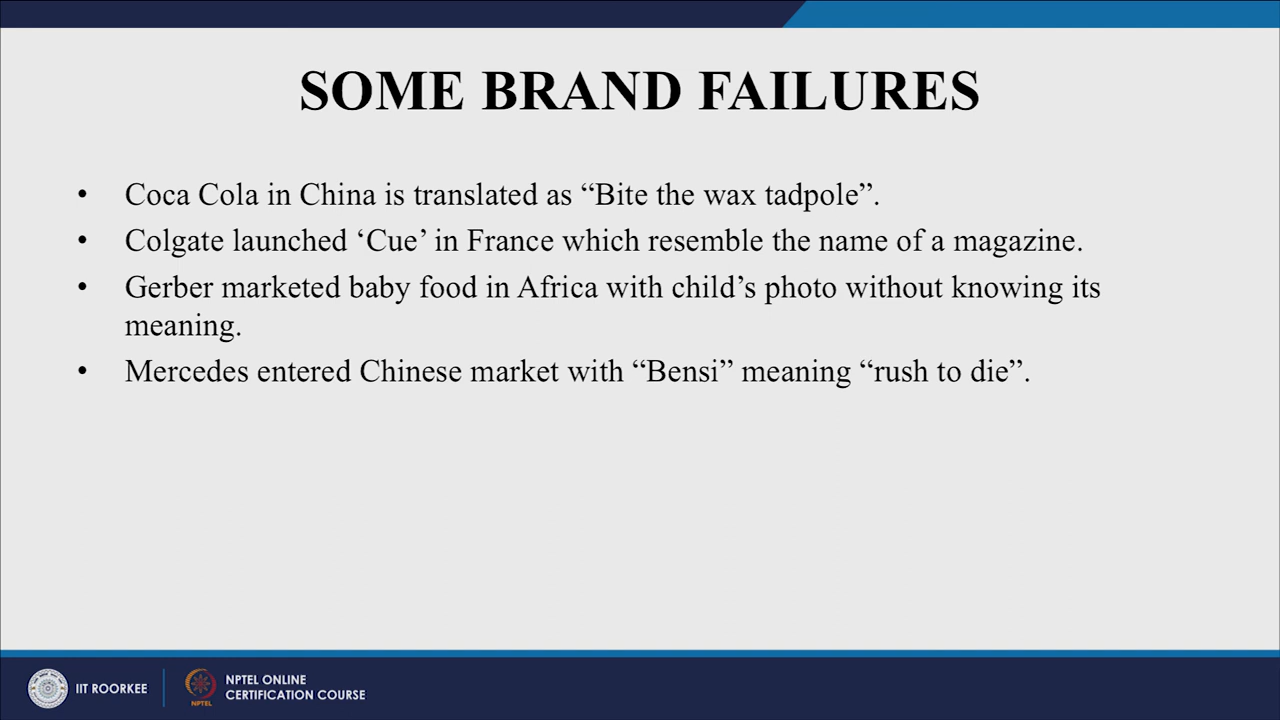 SOME BRAND FAILURES
• Coca Cola in China is translated as “Bite the wax tadpole”.
• Colgate launched ‘Cue’ in France which resemble the name of a magazine.
• Gerber marketed baby food in Africa with child’s photo without knowing its
meaning.
• Mercedes entered Chinese market with “Bensi” meaning “rush to die”.
IIT ROORKEE
NPTEL
NPTEL ONLINE
CERTIFICATION COURSE